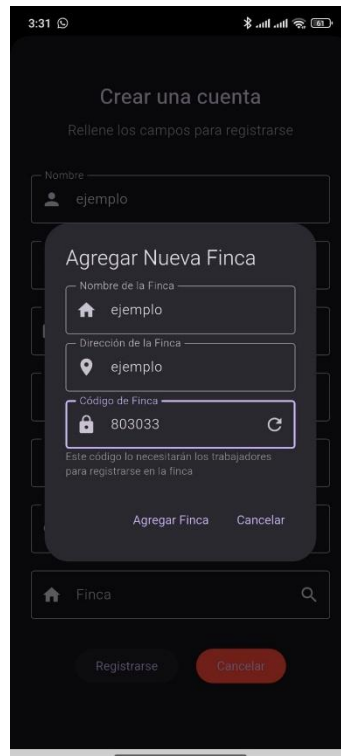 3:31
61
Crear una cuenta
Rellene los campos para registrarse
Nombre
ejemplo
Agregar Nueva Finca
Nombre de la Finca
ejemplo
Dirección de la Finca
ejemplo
Código de Finca
803033
Este código lo necesitarán los trabajadores
para registrarse en la finca
Agregar Finca Cancelar
Finca
Registrarse Cancelar